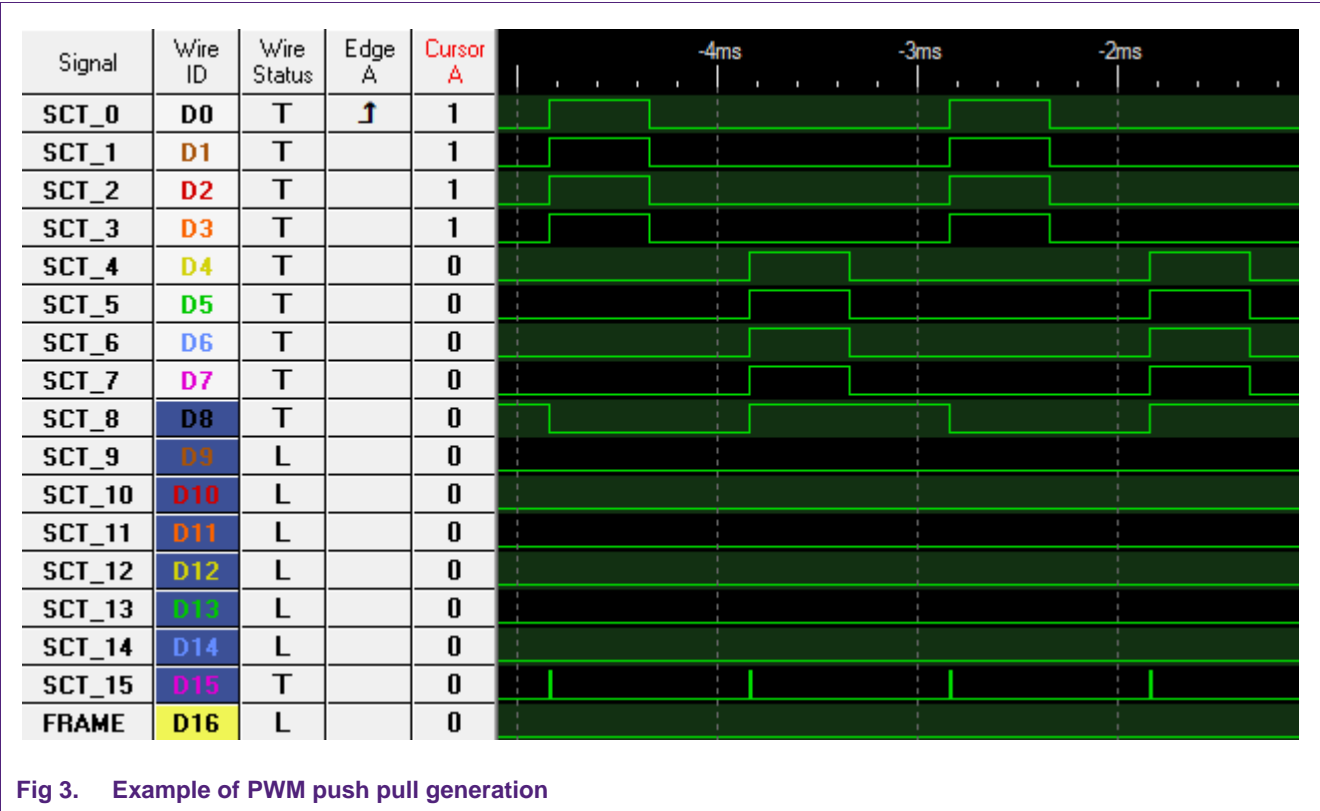 Signal Wire ID Wire Status Edge A Cursor A -4ms -3ms -2ms
SCT_0 D0 T 1
SCT_1 D1 T 1
SCT_2 D2 T 1
SCT_3 D3 T 1
SCT_4 D4 T 0
SCT_5 D5 T 0
SCT_6 D6 T 0
SCT_7 D7 T 0
SCT_8 D8 T 0
SCT_9 D9 L 0
SCT_10 D10 L 0
SCT_11 D11 L 0
SCT_12 D12 L 0
SCT_13 D13 L 0
SCT_14 D14 L 0
SCT_15 D15 T 0
FRAME D16 L 0
Fig 3. Example of PWM push pull generation